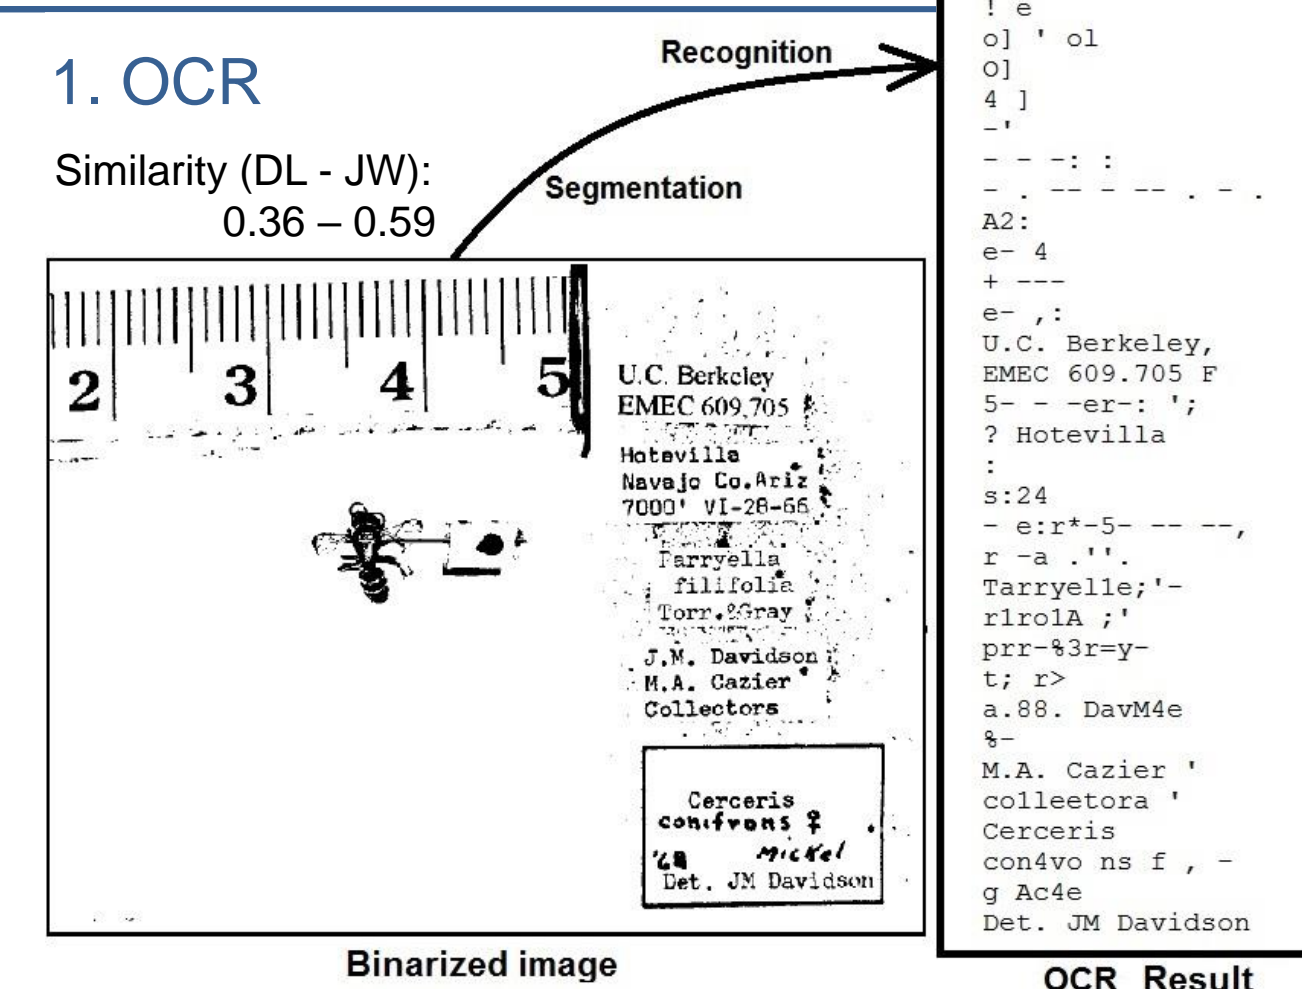 1. OCR
Similarity (DL - JW):
0.36 – 0.59
Recognition
Segmentation
2 3 4 5
U.C. Berkeley
EMEC 609,705
Hotevilla
Navajo Co.Ariz
7000' VI-28-66
Parryella
filifolia
Torr.&Gray
J.M. Davidson
M.A. Cazier
Collectors
Cerceris
conifrons ♀
'68 Mickel
Det. JM Davidson
Binarized image
! e
o] ' ol
O]
4 ]
-'
- - -: :
- . -- - -- . - .
A2:
e- 4
+ ---
e- ,:
U.C. Berkeley,
EMEC 609.705 F
5- - -er-: ';
? Hotevilla
:
s:24
- e:r*-5- -- --,
r -a .''.
Tarryel1e;'-
r1ro1A ;'
prr-%3r=y-
t; r>
a.88. DavM4e
%-
M.A. Cazier '
co1leetora '
Cerceris
con4vo ns f , -
g Ac4e
Det. JM Davidson
OCR Result